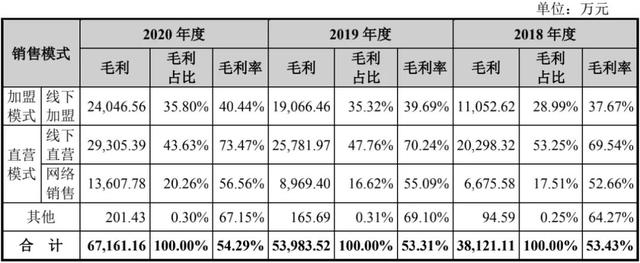 单位：万元
销售模式 2020 年度 2019 年度 2018 年度
毛利 毛利占比 毛利率 毛利 毛利占比 毛利率 毛利 毛利占比 毛利率
加盟模式 线下加盟 24,046.56 35.80% 40.44% 19,066.46 35.32% 39.69% 11,052.62 28.99% 37.67%
直营模式 线下直营 29,305.39 43.63% 73.47% 25,781.97 47.76% 70.24% 20,298.32 53.25% 69.54%
网络销售 13,607.78 20.26% 56.56% 8,969.40 16.62% 55.09% 6,675.58 17.51% 52.66%
其他 201.43 0.30% 67.15% 165.69 0.31% 69.10% 94.59 0.25% 64.27%
合 计 67,161.16 100.00% 54.29% 53,983.52 100.00% 53.31% 38,121.11 100.00% 53.43%